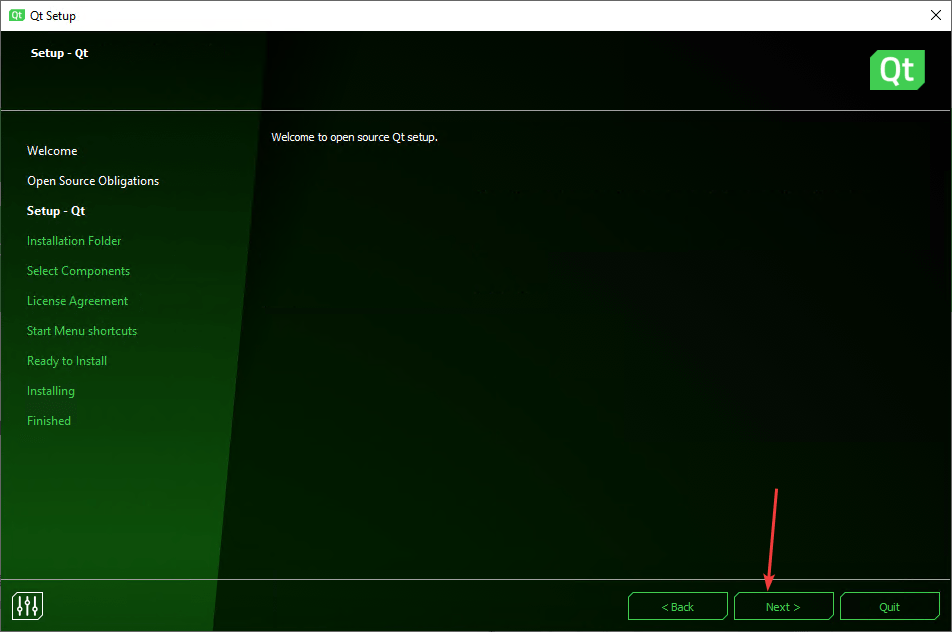 Qt Qt Setup
Setup - Qt
Qt
Welcome to open source Qt setup.
Welcome
Open Source Obligations
Setup - Qt
Installation Folder
Select Components
License Agreement
Start Menu shortcuts
Ready to Install
Installing
Finished
< Back
Next >
Quit